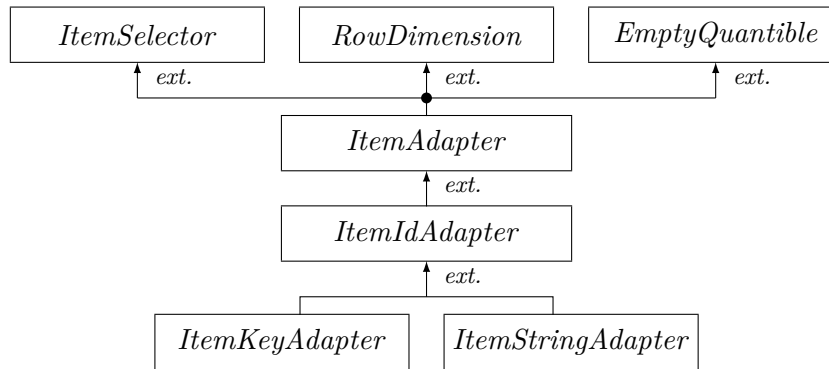 ItemSelector RowDimension EmptyQuantible
ext. ext. ext.
ItemAdapter
ext.
ItemIdAdapter
ext.
ItemKeyAdapter ItemStringAdapter